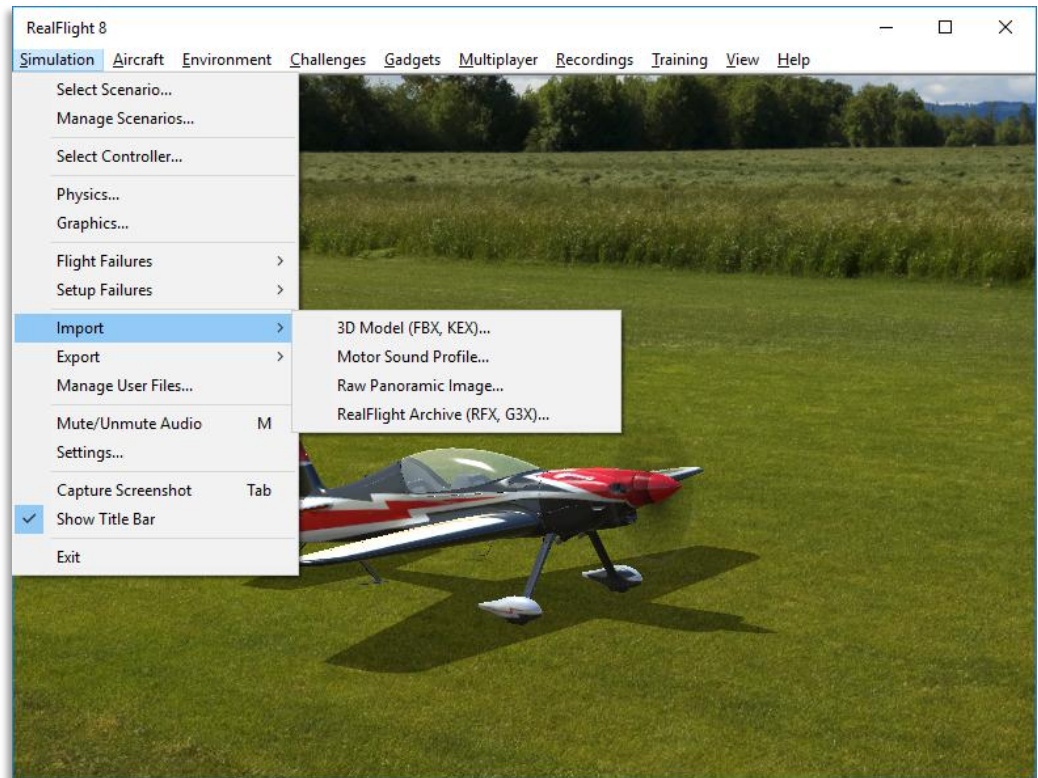 RealFlight 8
Simulation Aircraft Environment Challenges Gadgets Multiplayer Recordings Training View Help
Select Scenario...
Manage Scenarios...
Select Controller...
Physics...
Graphics...
Flight Failures
Setup Failures
Import
3D Model (FBX, KEX)...
Motor Sound Profile...
Raw Panoramic Image...
RealFlight Archive (RFX, G3X)...
Export
Manage User Files...
Mute/Unmute Audio M
Settings...
Capture Screenshot Tab
Show Title Bar
Exit